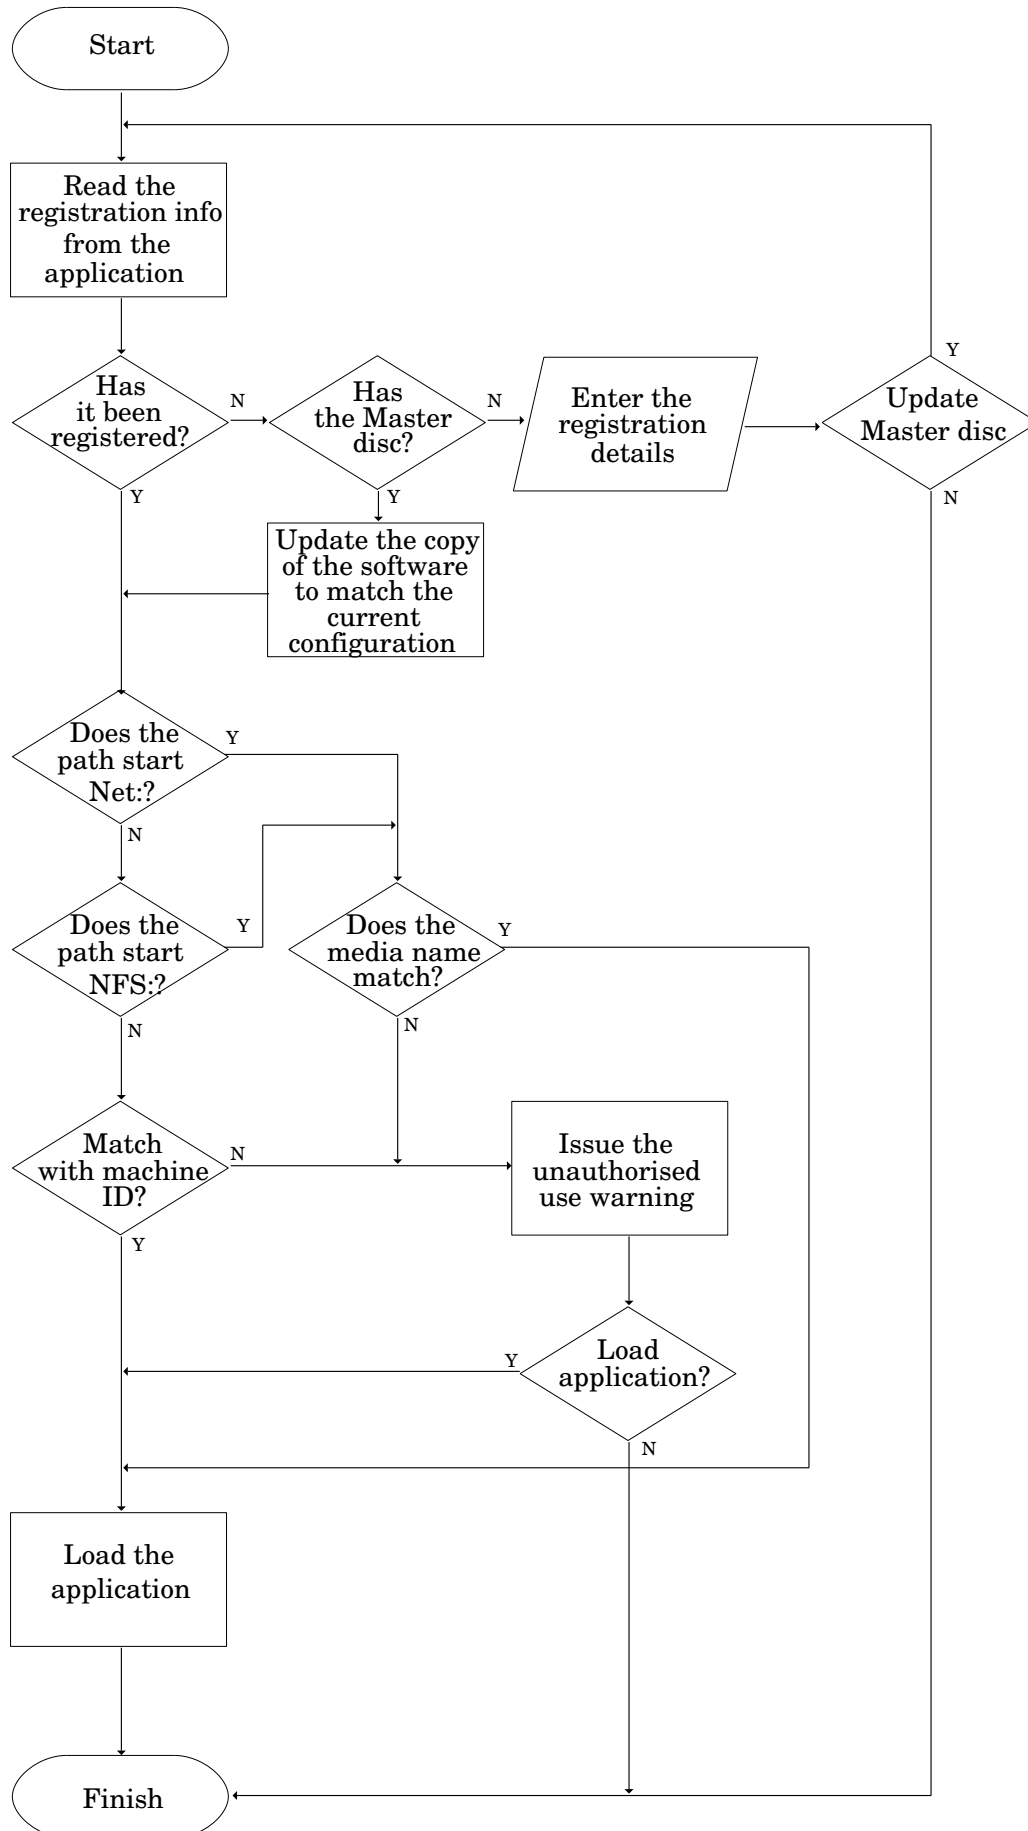 Start
Read the
registration info
from the
application
Has
it been
registered?
N
Y
Has
the Master
disc?
N
Y
Enter the
registration
details
Update
Master disc
Y
N
Update the copy
of the software
to match the
current
configuration
Does the
path start
Net:?
Y
N
Does the
path start
NFS:?
Y
N
Does the
media name
match?
Y
N
Match
with machine
ID?
N
Y
Issue the
unauthorised
use warning
Load
application?
Y
N
Load the
application
Finish